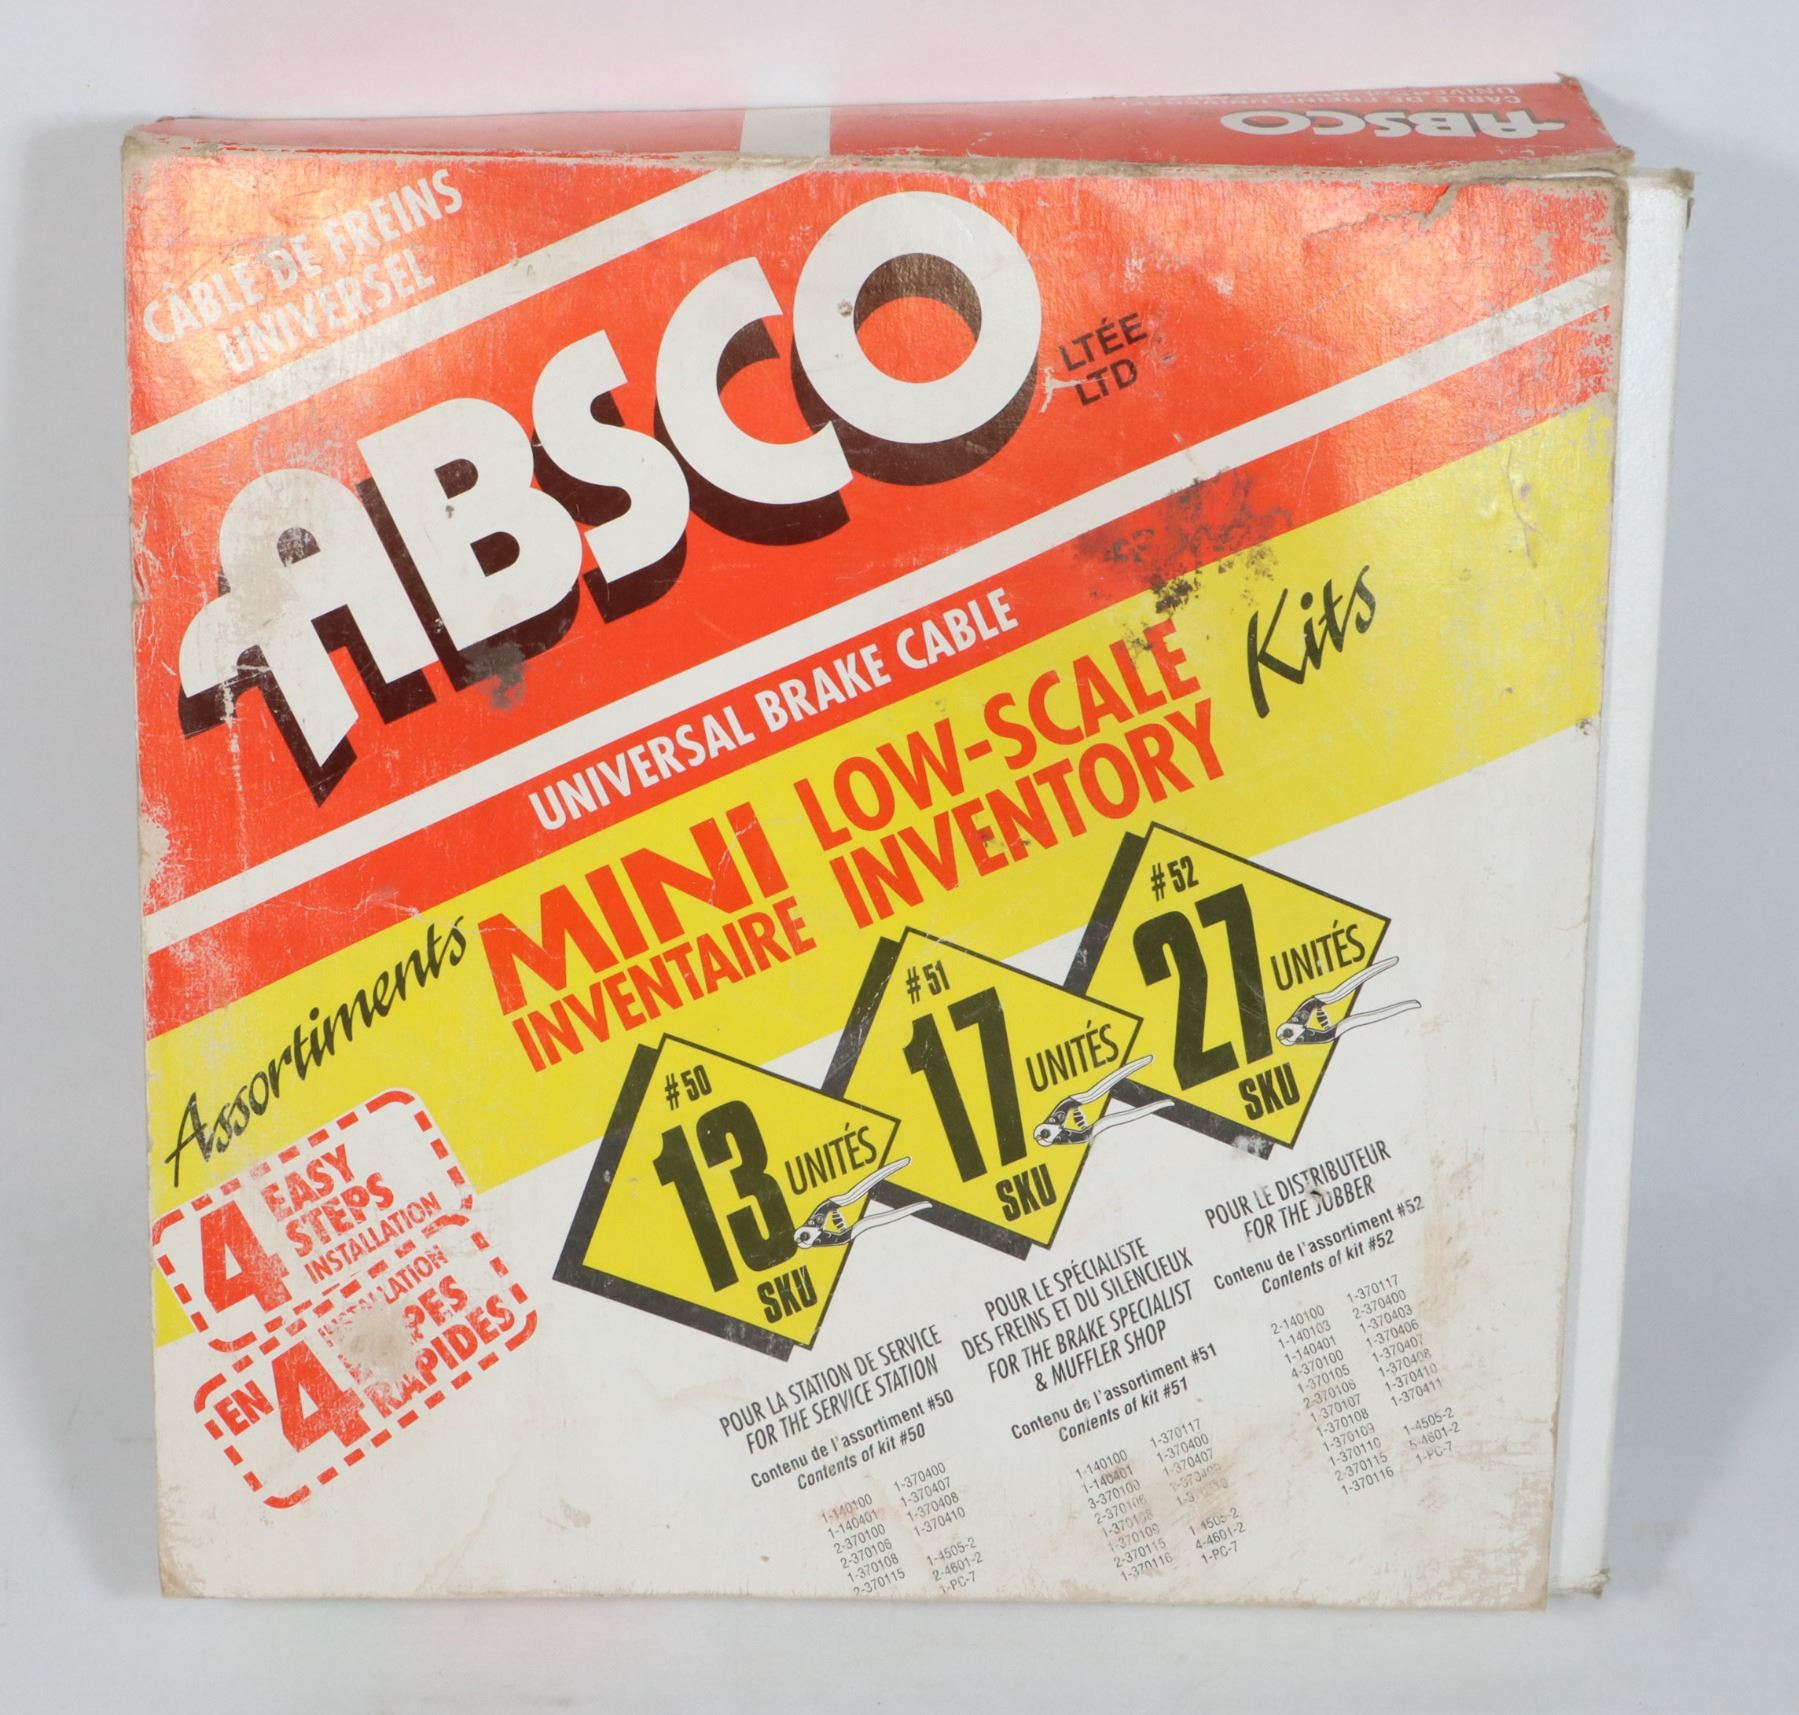 ABSCO
CÂBLE DE FREINS
UNIVERSEL
ABSCO
LTÉE
LTD
UNIVERSAL BRAKE CABLE
Assortiments
MINI
INVENTAIRE
LOW-SCALE
INVENTORY
Kits
4 EASY
STEPS
INSTALLATION
EN 4
RAPIDES
#50
13
UNITÉS
SKU
#51
17
UNITÉS
SKU
#52
27
UNITÉS
SKU
POUR LA STATION DE SERVICE
FOR THE SERVICE STATION
Contenu de l'assortiment #50
Contents of kit #50
1-140100
1-140401
2-370100
2-370106
1-370108
2-370115
1-370400
1-370407
1-370408
1-370410
1-4505-2
2-4601-2
1-PC-7
POUR LE SPÉCIALISTE
DES FREINS ET DU SILENCIEUX
FOR THE BRAKE SPECIALIST
& MUFFLER SHOP
Contenu de l'assortiment #51
Contents of kit #51
1-140100
1-140401
3-370100
2-370106
1-370108
1-370109
2-370115
1-370116
1-370117
1-370400
1-370407
1-4505-2
4-4601-2
1-PC-7
POUR LE DISTRIBUTEUR
FOR THE JOBBER
Contenu de l'assortiment #52
Contents of kit #52
2-140100
1-140103
1-140401
4-370100
1-370105
2-370106
1-370107
1-370108
1-370109
1-370110
2-370115
1-370116
1-370117
2-370400
1-370403
1-370406
1-370407
1-370408
1-370410
1-370411
1-4505-2
5-4601-2
1-PC-7